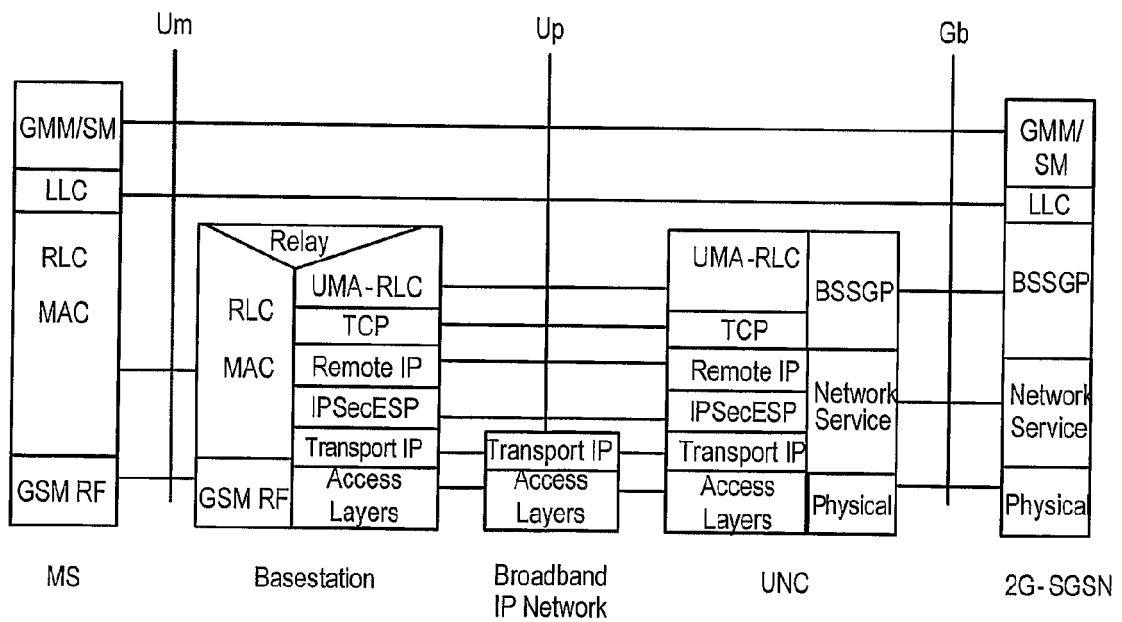 Um
Up
Gb
GMM/SM
LLC
RLC
MAC
GSM RF
MS
Relay
RLC
MAC
GSM RF
UMA-RLC
TCP
Remote IP
IPSecESP
Transport IP
Access
Layers
Basestation
Transport IP
Access
Layers
Broadband
IP Network
UMA-RLC
TCP
Remote IP
IPSecESP
Transport IP
Access
Layers
BSSGP
Network
Service
Physical
UNC
GMM/
SM
LLC
BSSGP
Network
Service
Physical
2G-SGSN